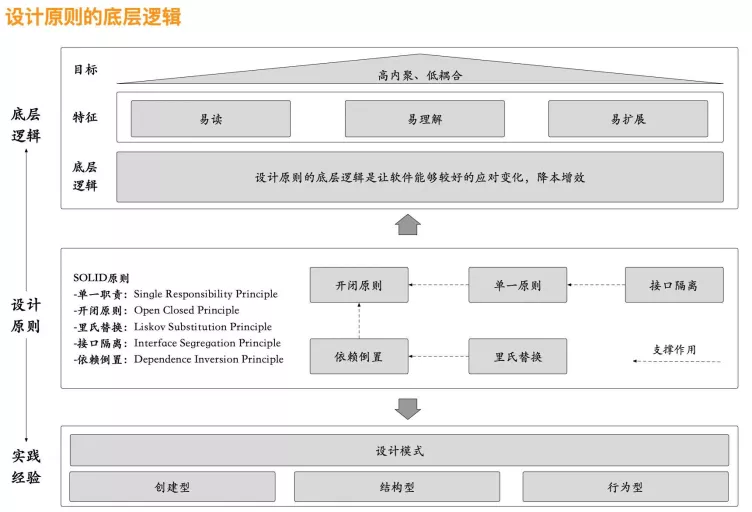 设计原则的底层逻辑
目标
高内聚、低耦合
底层
逻辑
特征
易读
易理解
易扩展
底层
逻辑
设计原则的底层逻辑是让软件能够较好的应对变化，降本增效
设计
原则
SOLID原则
-单一职责：Single Responsibility Principle
-开闭原则：Open Closed Principle
-里氏替换：Liskov Substitution Principle
-接口隔离：Interface Segregation Principle
-依赖倒置：Dependence Inversion Principle
开闭原则
单一原则
接口隔离
依赖倒置
里氏替换
支撑作用
实践
经验
设计模式
创建型
结构型
行为型